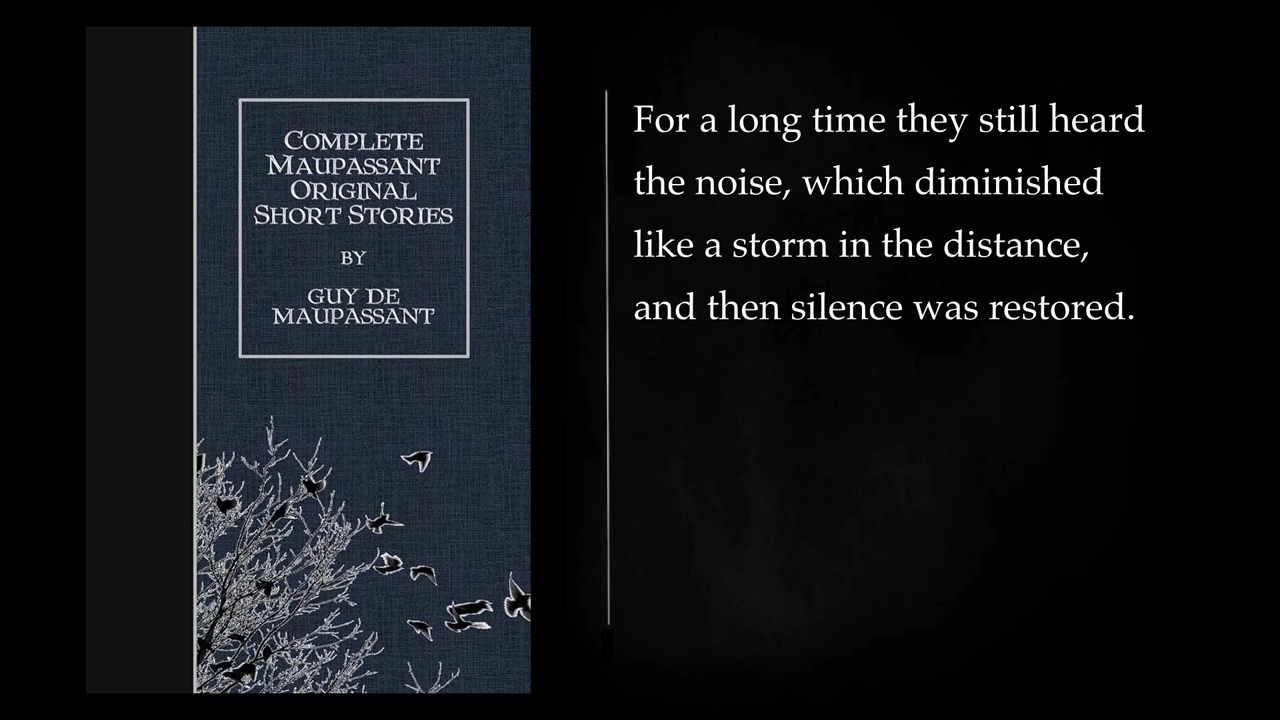 COMPLETE
MAUPASSANT
ORIGINAL
SHORT STORIES
BY
GUY DE
MAUPASSANT
For a long time they still heard
the noise, which diminished
like a storm in the distance,
and then silence was restored.